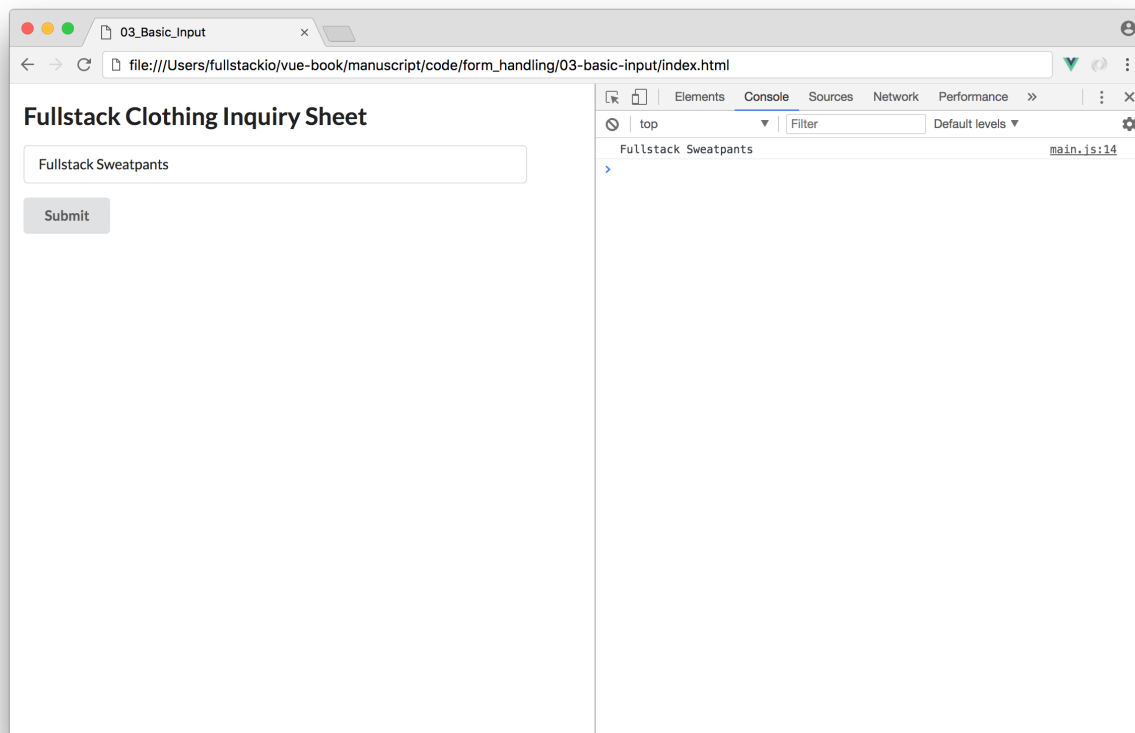 03_Basic_Input
file:///Users/fullstackio/vue-book/manuscript/code/form_handling/03-basic-input/index.html
Fullstack Clothing Inquiry Sheet
Fullstack Sweatpants
Submit
Elements Console Sources Network Performance »
top Filter Default levels
Fullstack Sweatpants main.js:14